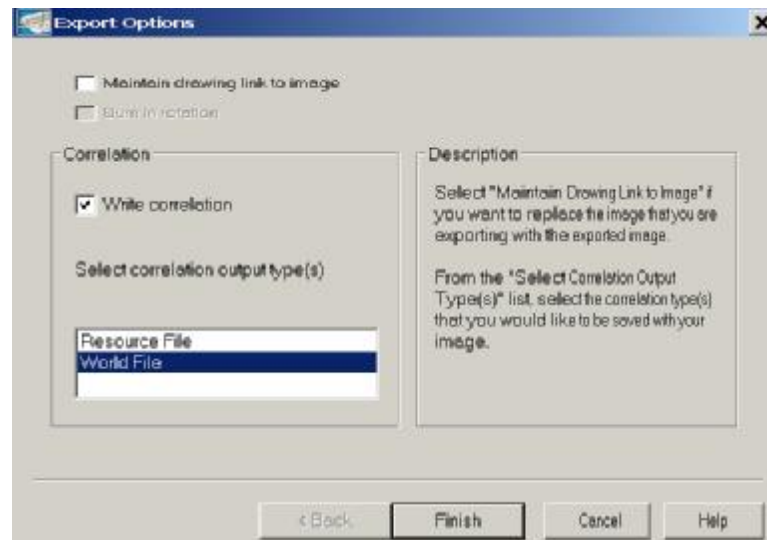 Export Options
Maintain drawing link to image
Burn in rotation
Correlation
Write correlation
Select correlation output type(s)
Resource File
World File
Description
Select "Maintain Drawing Link to Image" if
you want to replace the image that you are
exporting with the exported image.
From the "Select Correlation Output
Type(s)" list, select the correlation type(s)
that you would like to be saved with your
image.
< Back
Finish
Cancel
Help